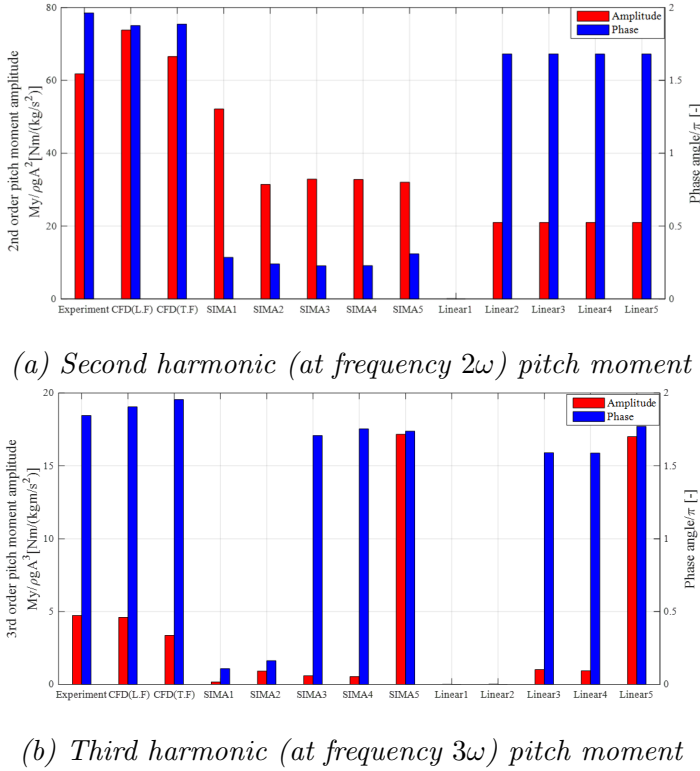 80
60
40
20
0
2nd order pitch moment amplitude
My/ρgA²[Nm/(kg/s²)]
2
1.5
1
0.5
0
Phase angle/π [-]
Amplitude
Phase
Experiment CFD(L.F) CFD(T.F) SIMA1 SIMA2 SIMA3 SIMA4 SIMA5 Linear1 Linear2 Linear3 Linear4 Linear5
(a) Second harmonic (at frequency 2ω) pitch moment
20
15
10
5
0
3rd order pitch moment amplitude
My/ρgA³[Nm/(kgm/s²)]
2
1.5
1
0.5
0
Phase angle/π [-]
Amplitude
Phase
Experiment CFD(L.F) CFD(T.F) SIMA1 SIMA2 SIMA3 SIMA4 SIMA5 Linear1 Linear2 Linear3 Linear4 Linear5
(b) Third harmonic (at frequency 3ω) pitch moment